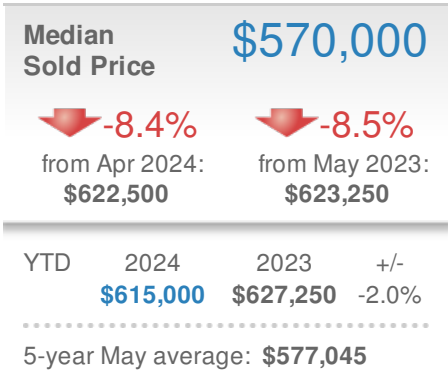 Median $570,000
Sold Price
-8.4% -8.5%
from Apr 2024: from May 2023:
$622,500 $623,250
YTD 2024 2023 +/-
$615,000 $627,250 -2.0%
5-year May average: $577,045